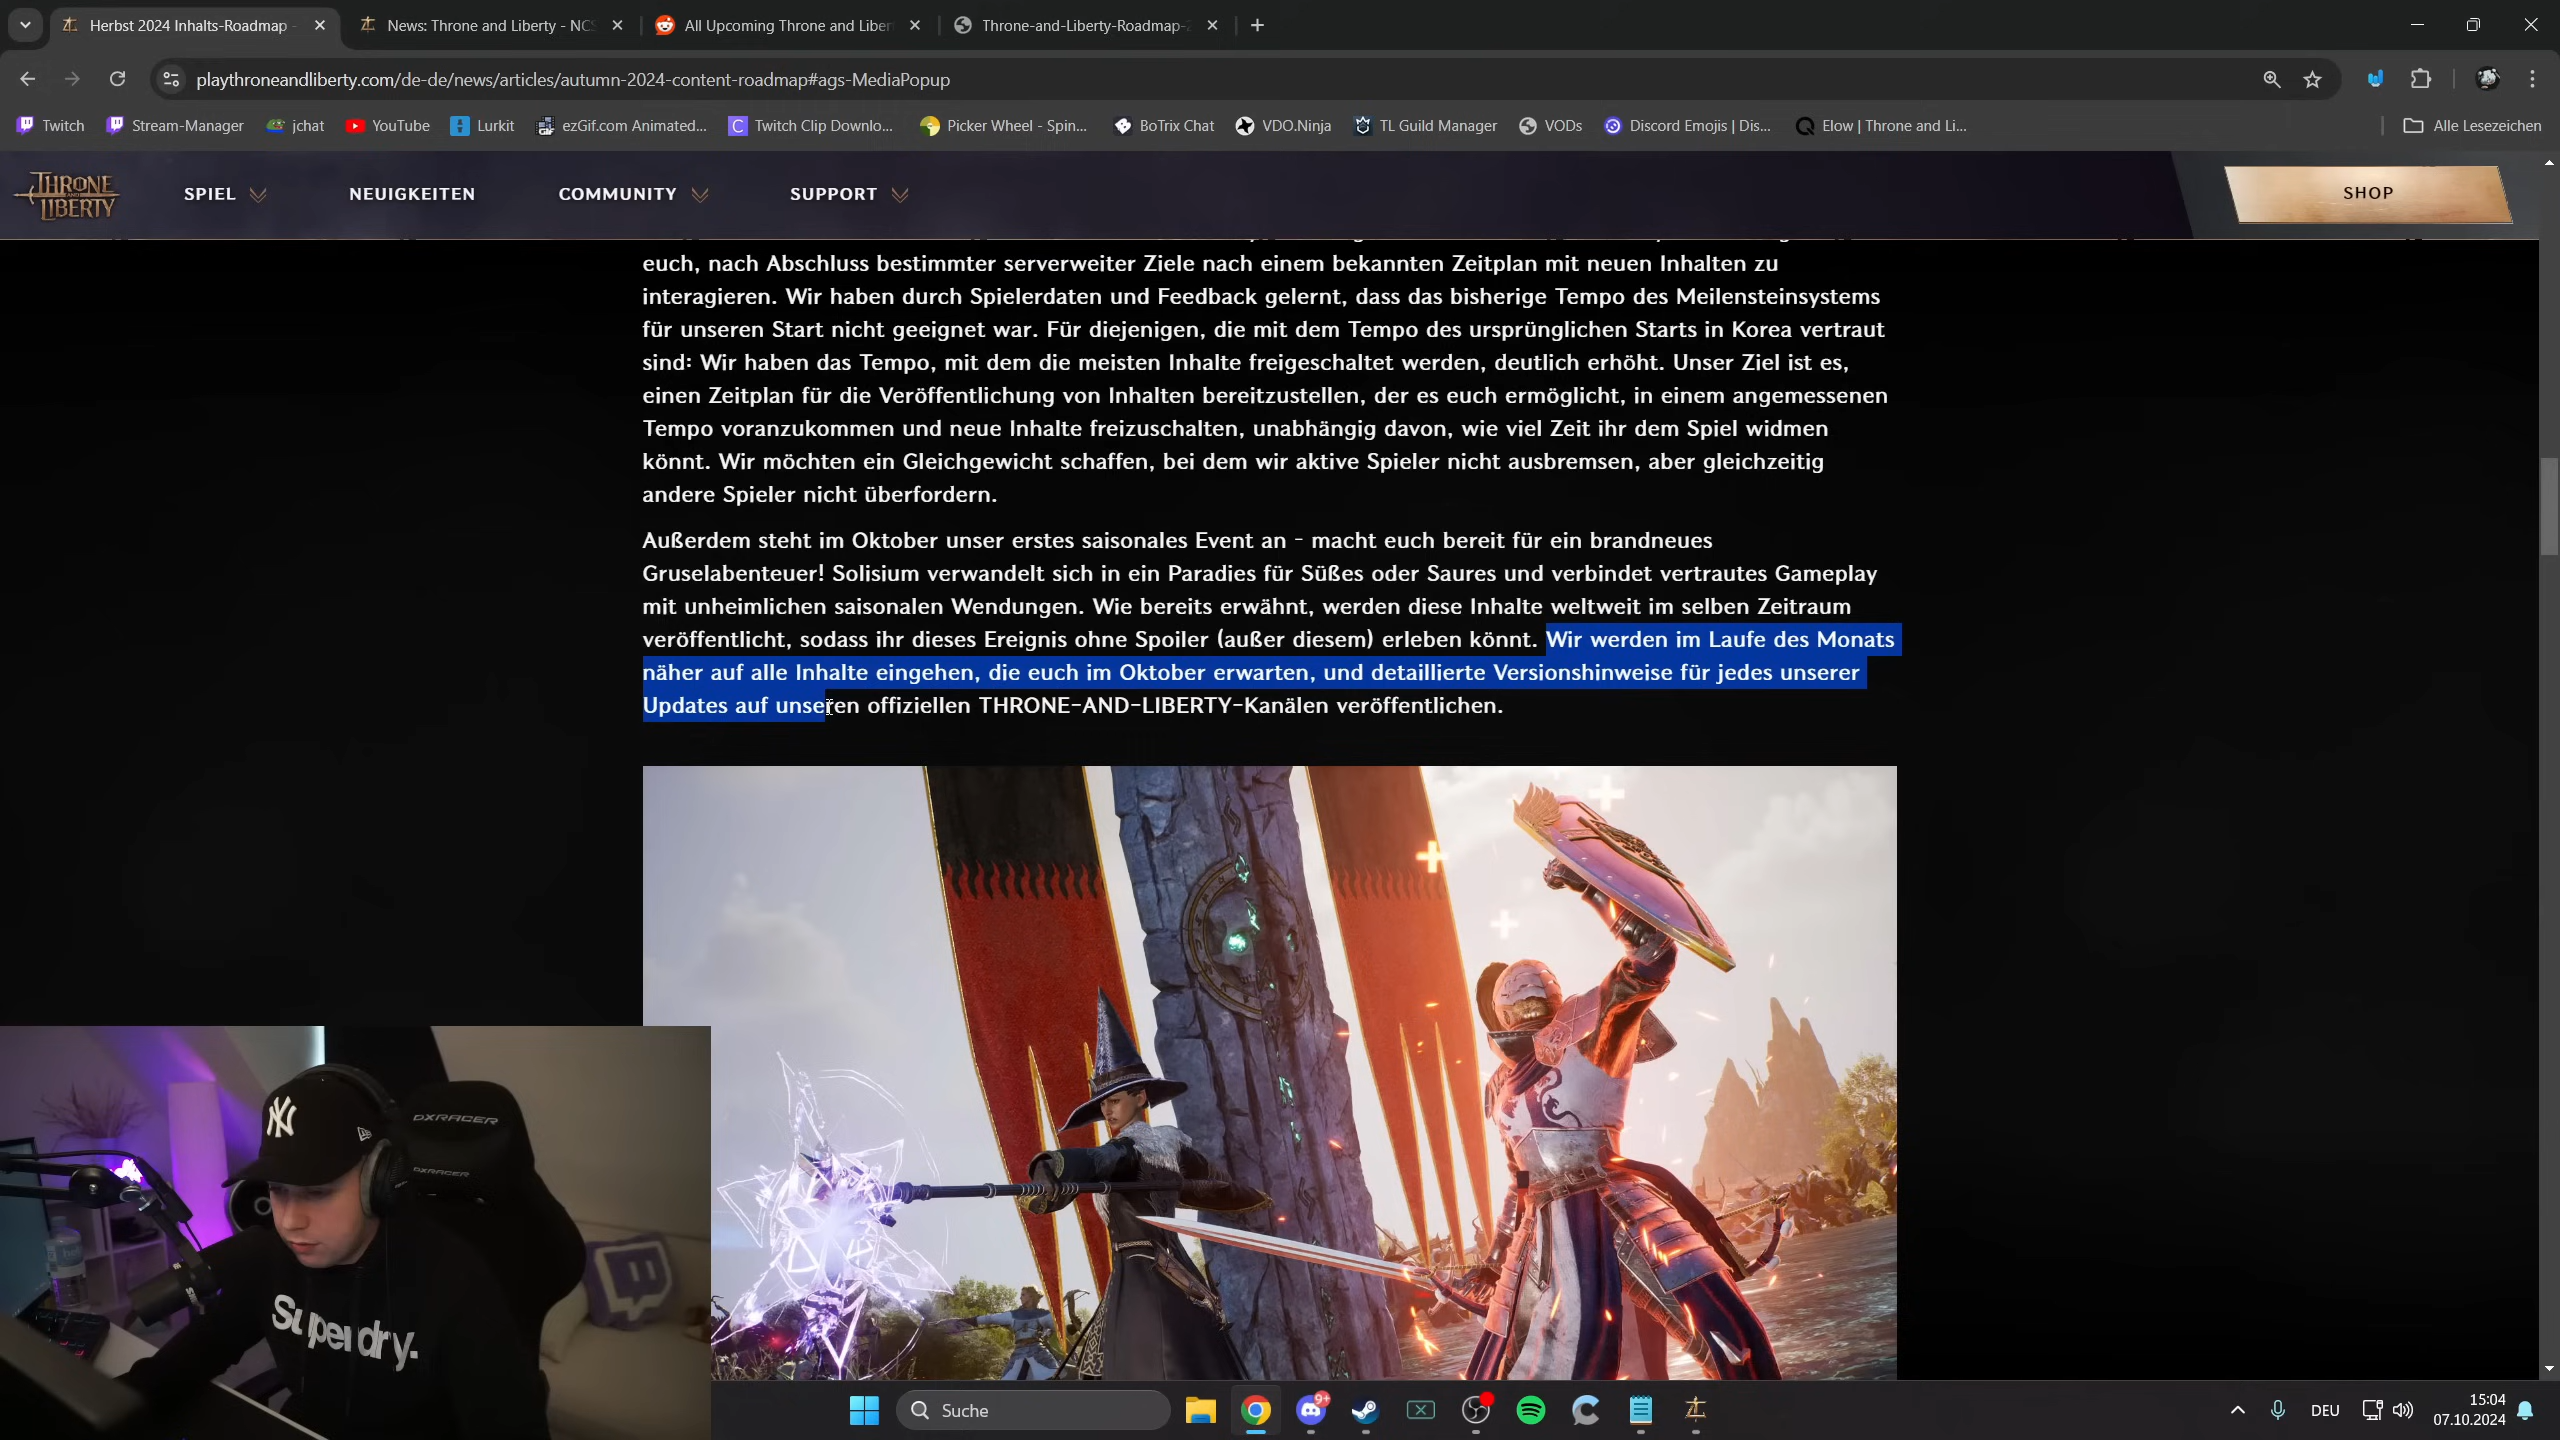 Herbst 2024 Inhalts-Roadmap -
News: Throne and Liberty - NCS
All Upcoming Throne and Liber
Throne-and-Liberty-Roadmap-2
playthroneandliberty.com/de-de/news/articles/autumn-2024-content-roadmap#ags-MediaPopup
Twitch
Stream-Manager
jchat
YouTube
Lurkit
ezGif.com Animated...
Twitch Clip Downlo...
Picker Wheel - Spin...
BoTrix Chat
VDO.Ninja
TL Guild Manager
VODs
Discord Emojis | Dis...
Elow | Throne and Li...
Alle Lesezeichen
THRONE
AND
LIBERTY
SPIEL
NEUIGKEITEN
COMMUNITY
SUPPORT
SHOP
euch, nach Abschluss bestimmter serverweiter Ziele nach einem bekannten Zeitplan mit neuen Inhalten zu
interagieren. Wir haben durch Spielerdaten und Feedback gelernt, dass das bisherige Tempo des Meilensteinsystems
für unseren Start nicht geeignet war. Für diejenigen, die mit dem Tempo des ursprünglichen Starts in Korea vertraut
sind: Wir haben das Tempo, mit dem die meisten Inhalte freigeschaltet werden, deutlich erhöht. Unser Ziel ist es,
einen Zeitplan für die Veröffentlichung von Inhalten bereitzustellen, der es euch ermöglicht, in einem angemessenen
Tempo voranzukommen und neue Inhalte freizuschalten, unabhängig davon, wie viel Zeit ihr dem Spiel widmen
könnt. Wir möchten ein Gleichgewicht schaffen, bei dem wir aktive Spieler nicht ausbremsen, aber gleichzeitig
andere Spieler nicht überfordern.
Außerdem steht im Oktober unser erstes saisonales Event an - macht euch bereit für ein brandneues
Gruselabenteuer! Solisium verwandelt sich in ein Paradies für Süßes oder Saures und verbindet vertrautes Gameplay
mit unheimlichen saisonalen Wendungen. Wie bereits erwähnt, werden diese Inhalte weltweit im selben Zeitraum
veröffentlicht, sodass ihr dieses Ereignis ohne Spoiler (außer diesem) erleben könnt. Wir werden im Laufe des Monats
näher auf alle Inhalte eingehen, die euch im Oktober erwarten, und detaillierte Versionshinweise für jedes unserer
Updates auf unseren offiziellen THRONE-AND-LIBERTY-Kanälen veröffentlichen.
NY
DXRACER
DXRACER
Superdry.
Suche
9+
DEU
15:04
07.10.2024